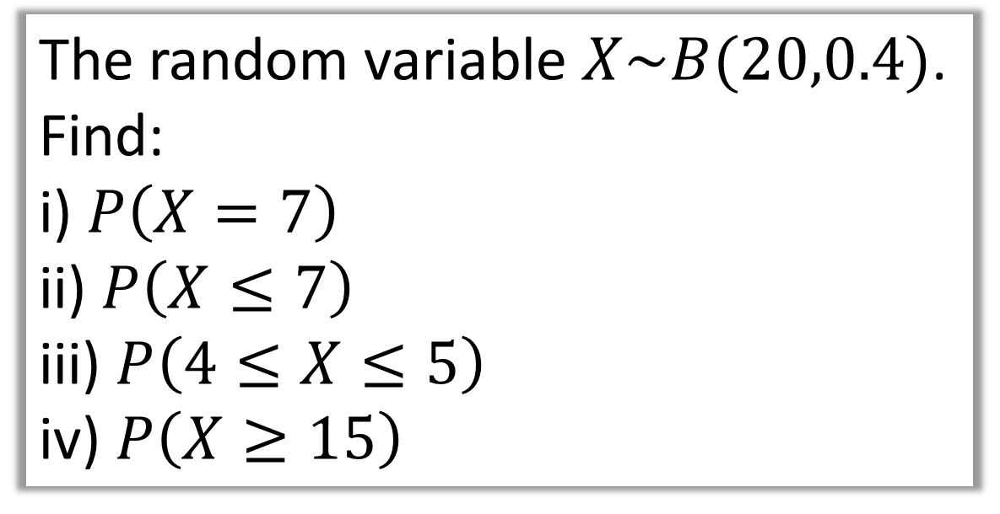 The random variable X~B(20,0.4).
Find:
i) P(X = 7)
ii) P(X ≤ 7)
iii) P(4 ≤ X ≤ 5)
iv) P(X ≥ 15)